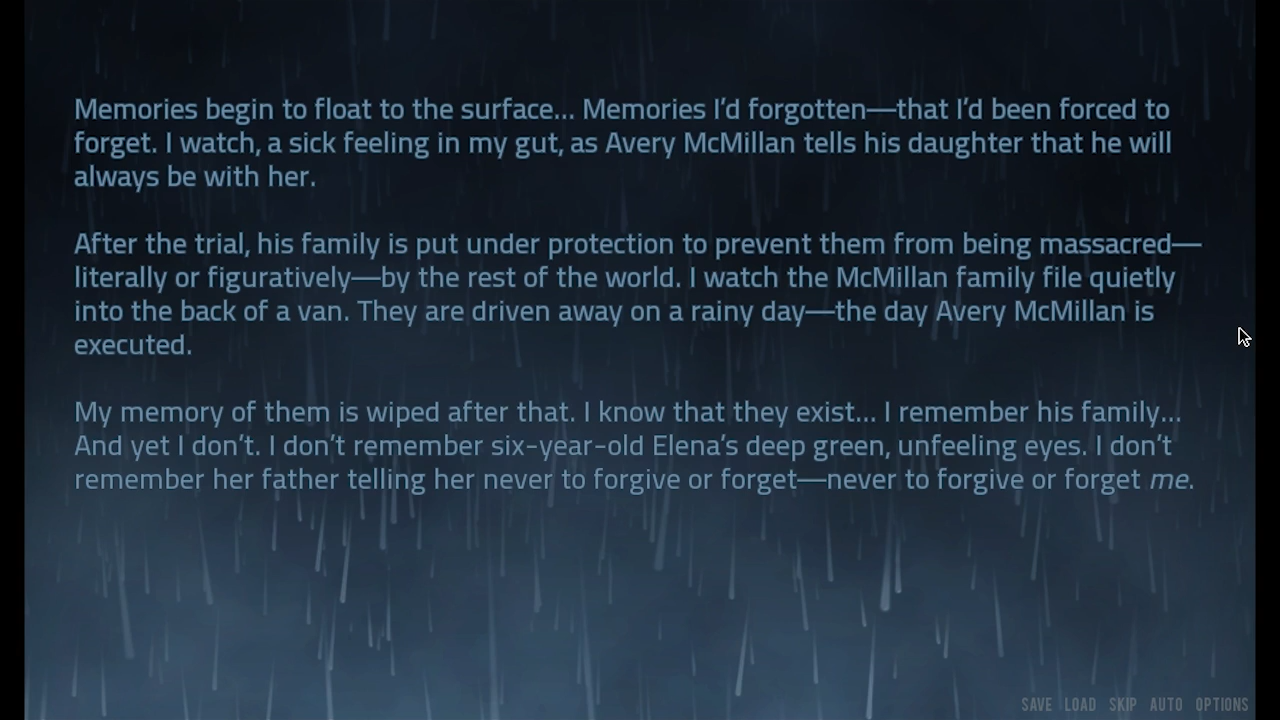 Memories begin to float to the surface... Memories I'd forgotten—that I'd been forced to
forget. I watch, a sick feeling in my gut, as Avery McMillan tells his daughter that he will
always be with her.
After the trial, his family is put under protection to prevent them from being massacred—
literally or figuratively—by the rest of the world. I watch the McMillan family file quietly
into the back of a van. They are driven away on a rainy day—the day Avery McMillan is
executed.
My memory of them is wiped after that. I know that they exist... I remember his family...
And yet I don't. I don't remember six-year-old Elena's deep green, unfeeling eyes. I don't
remember her father telling her never to forgive or forget—never to forgive or forget me.
SAVE LOAD SKIP AUTO OPTIONS